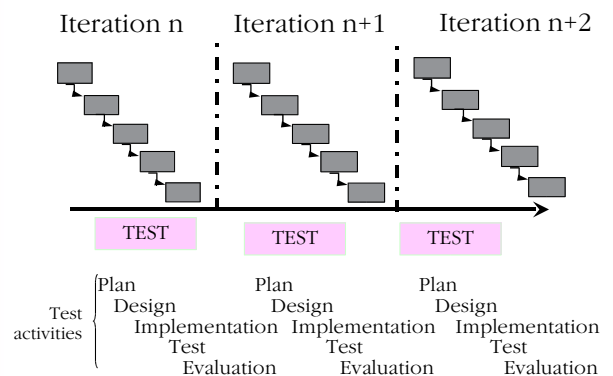 Iteration n Iteration n+1 Iteration n+2
TEST TEST TEST
Plan Plan Plan
Design Design Design
Test
activities
Implementation Implementation Implementation
Test Test Test
Evaluation Evaluation Evaluation